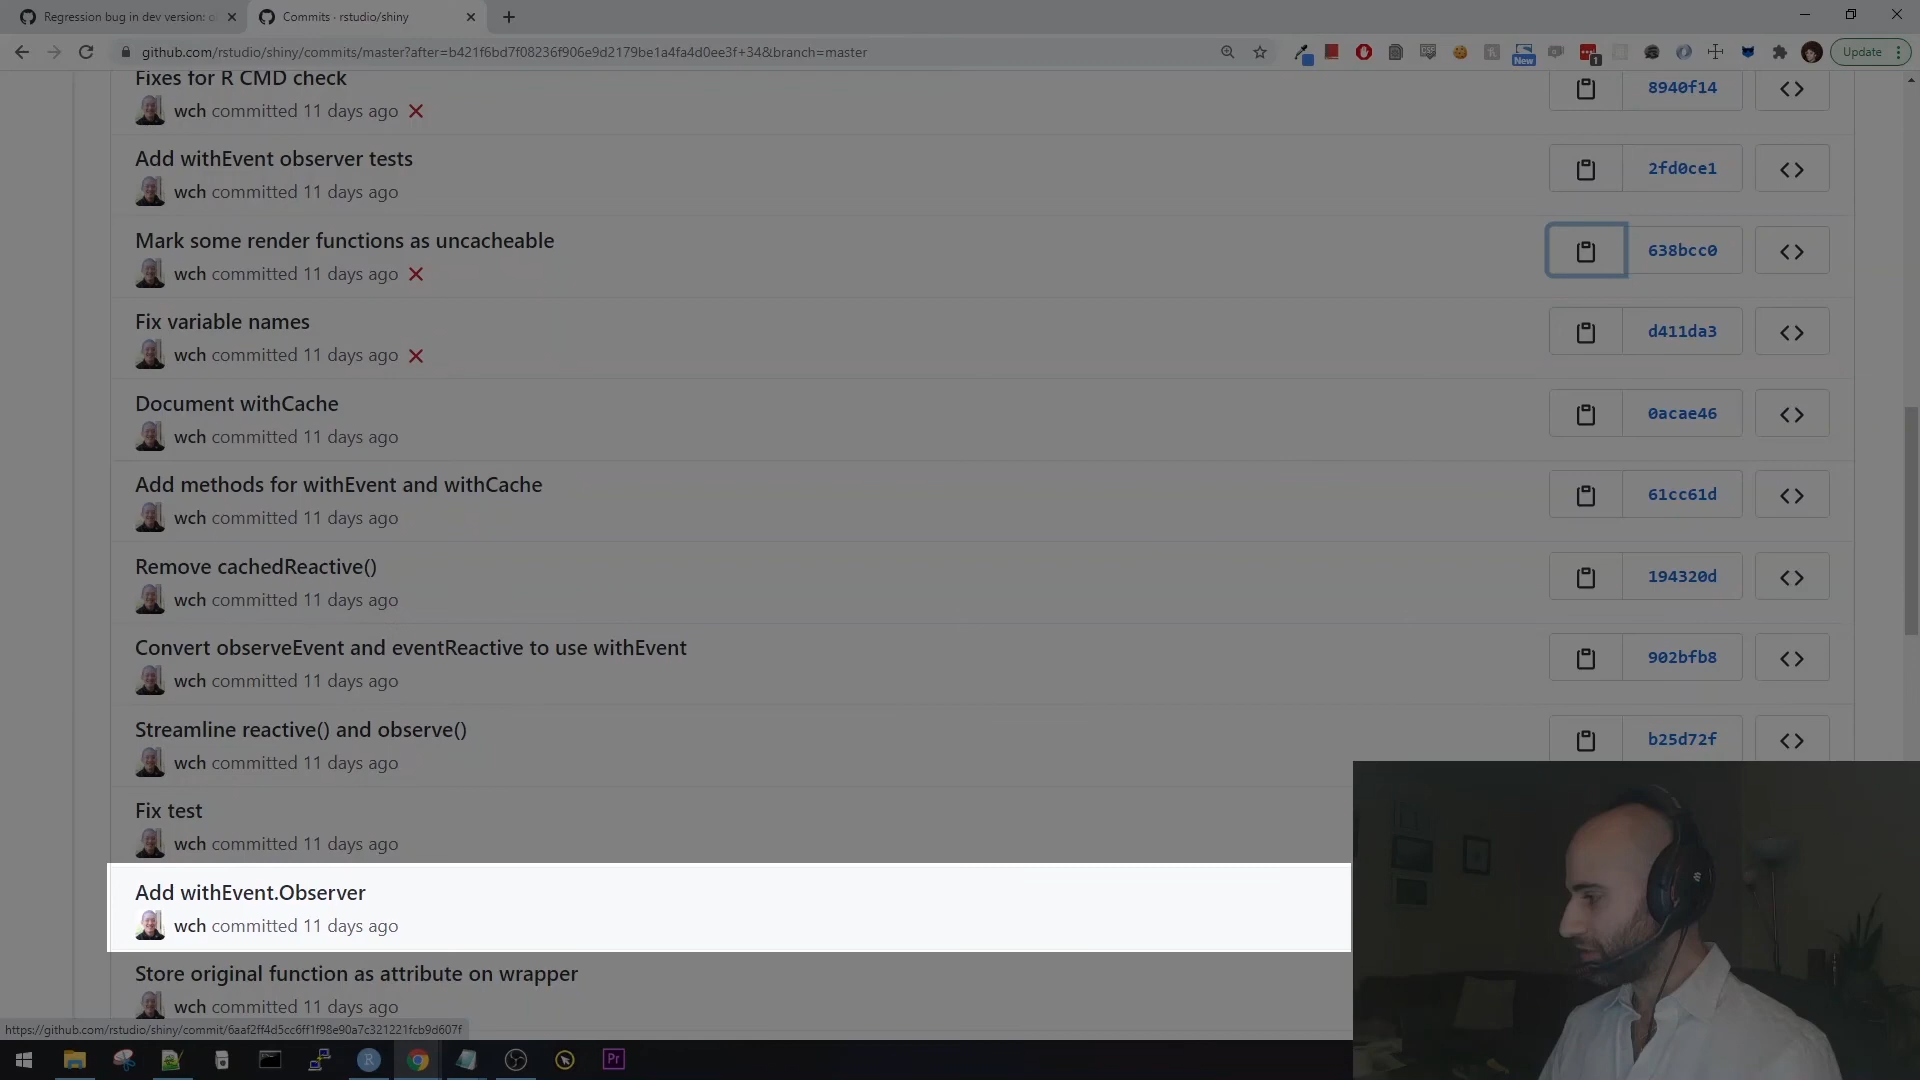 Regression bug in dev version: o
Commits · rstudio/shiny
github.com/rstudio/shiny/commits/master?after=b421f6bd7f08236f906e9d2179be1a4fa4d0ee3f+34&branch=master
New
1
Update
Fixes for R CMD check
wch committed 11 days ago
8940f14
Add withEvent observer tests
wch committed 11 days ago
2fd0ce1
Mark some render functions as uncacheable
wch committed 11 days ago
638bcc0
Fix variable names
wch committed 11 days ago
d411da3
Document withCache
wch committed 11 days ago
0acae46
Add methods for withEvent and withCache
wch committed 11 days ago
61cc61d
Remove cachedReactive()
wch committed 11 days ago
194320d
Convert observeEvent and eventReactive to use withEvent
wch committed 11 days ago
902bfb8
Streamline reactive() and observe()
wch committed 11 days ago
b25d72f
Fix test
wch committed 11 days ago
Add withEvent.Observer
wch committed 11 days ago
Store original function as attribute on wrapper
wch committed 11 days ago
https://github.com/rstudio/shiny/commit/6aaf2ff4d5cc6ff1f98e90a7c321221fcb9d607f
R
Pr